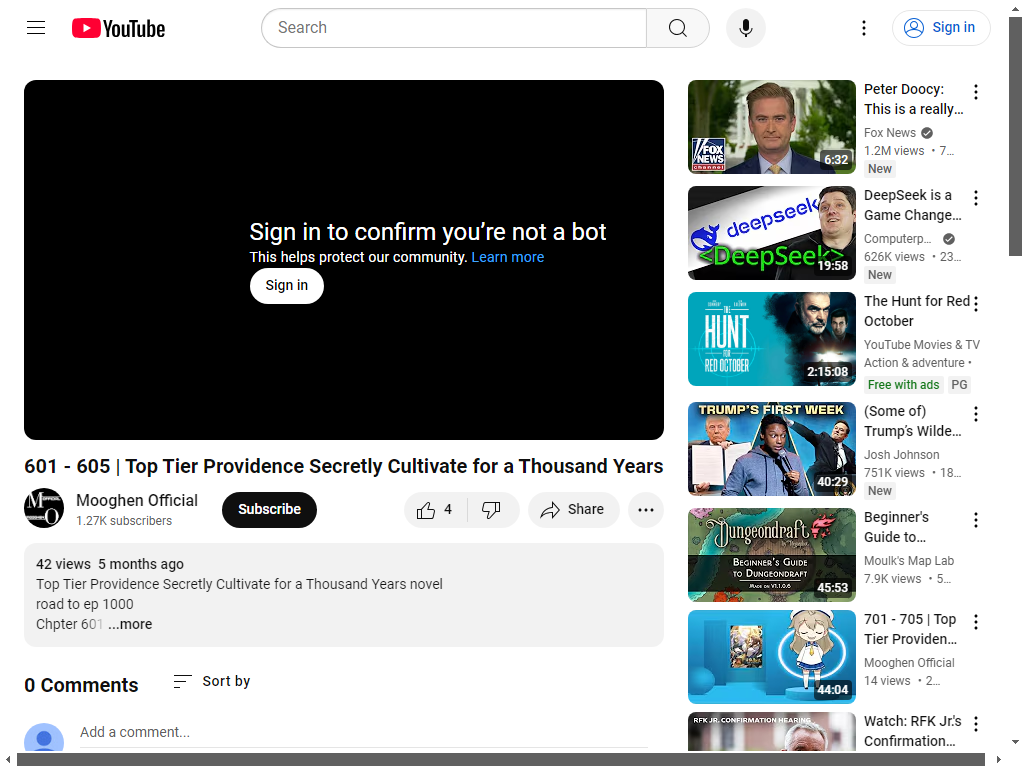 YouTube
Search
Sign in
Sign in to confirm you’re not a bot
This helps protect our community. Learn more
Sign in
601 - 605 | Top Tier Providence Secretly Cultivate for a Thousand Years
Mooghen Official
1.27K subscribers
Subscribe
4
Share
42 views 5 months ago
Top Tier Providence Secretly Cultivate for a Thousand Years novel
road to ep 1000
Chpter 601 ...more
0 Comments
Sort by
Add a comment...
FOX
NEWS
channel
6:32
Peter Doocy:
This is a really…
Fox News
1.2M views • 7…
New
deepseek
<DeepSeek>
19:58
DeepSeek is a
Game Change…
Computerp…
626K views • 23…
New
THE
HUNT
FOR
RED OCTOBER
2:15:08
The Hunt for Red
October
YouTube Movies & TV
Action & adventure •
Free with ads PG
TRUMP'S FIRST WEEK
40:29
(Some of)
Trump’s Wilde…
Josh Johnson
751K views • 18…
New
Dungeondraft
BEGINNER'S GUIDE
TO DUNGEONDRAFT
MADE ON V1.1.0.6
45:53
Beginner's
Guide to…
Moulk's Map Lab
7.9K views • 5…
44:04
701 - 705 | Top
Tier Providen…
Mooghen Official
14 views • 2…
RFK JR. CONFIRMATION HEARING
Watch: RFK Jr.'s
Confirmation…